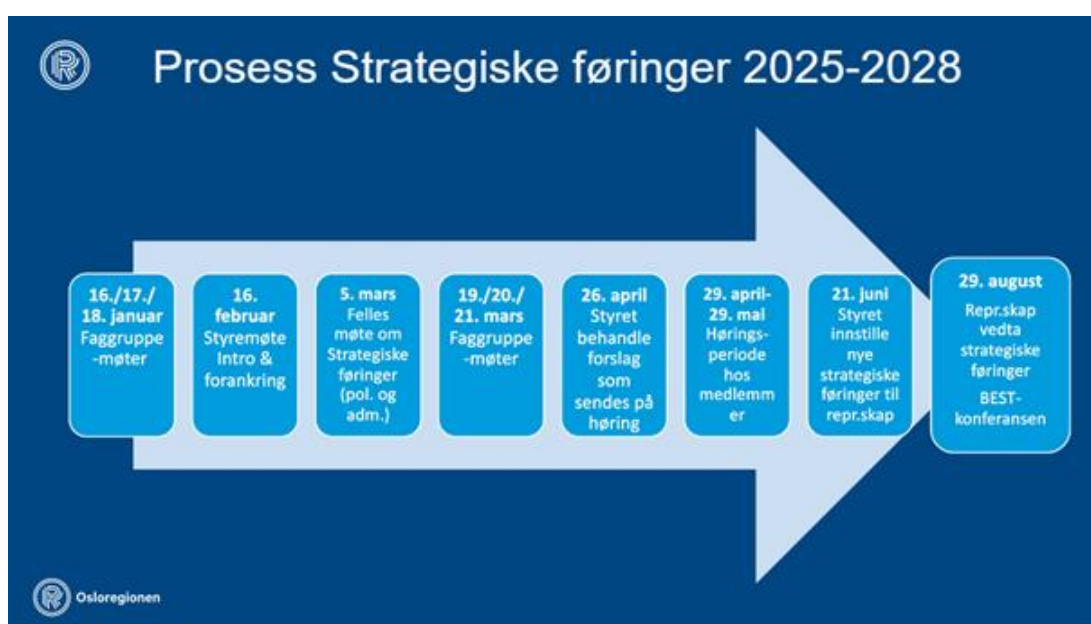 Prosess Strategiske føringer 2025-2028
16./17./
18. januar
Faggruppe
-møter
16.
februar
Styremøte
Intro &
forankring
5. mars
Felles
møte om
Strategiske
føringer
(pol. og
adm.)
19./20./
21. mars
Faggruppe
-møter
26. april
Styret
behandle
forslag
som
sendes på
høring
29. april-
29. mai
Hørings-
periode
hos
medlemm
er
21. juni
Styret
innstille
nye
strategiske
føringer til
repr.skap
29. august
Repr.skap
vedta
strategiske
føringer
BEST-
konferansen
Osloregionen